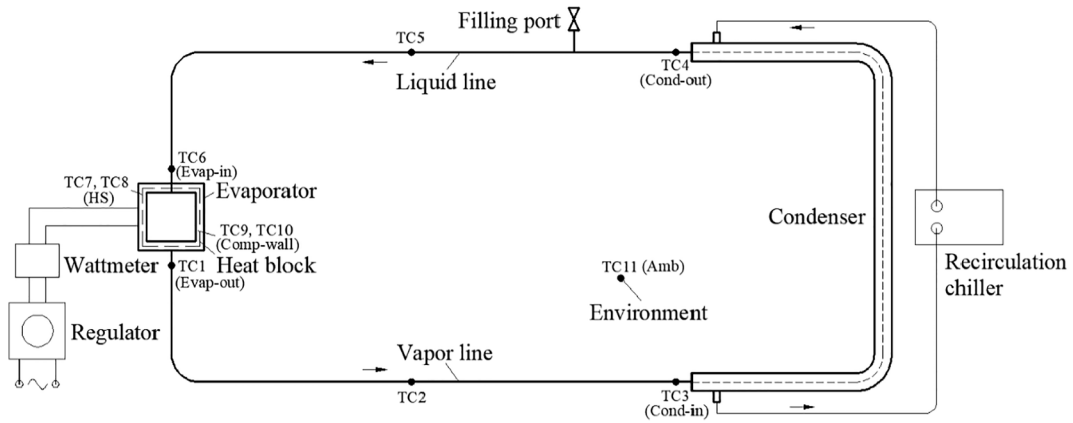 Filling port
TC5
Liquid line
TC4
(Cond-out)
TC6
(Evap-in)
TC7, TC8
(HS)
Evaporator
TC9, TC10
(Comp-wall)
Heat block
Wattmeter
TC1
(Evap-out)
Regulator
Condenser
TC11 (Amb)
Environment
Recirculation
chiller
Vapor line
TC2
TC3
(Cond-in)